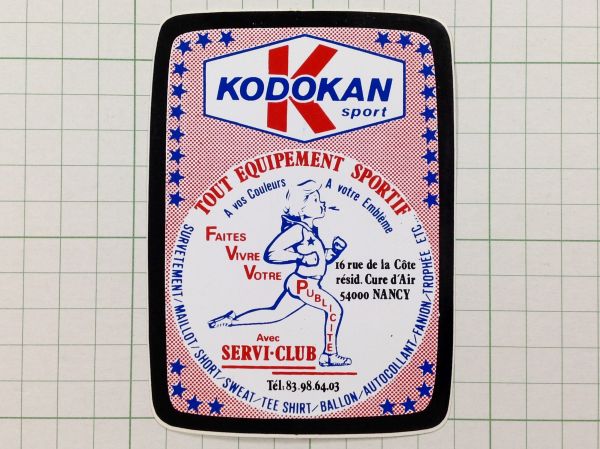 K
KODOKAN
sport
TOUT EQUIPEMENT SPORTIF
A vos Couleurs
A votre Emblème
FAITES
VIVRE
VOTRE
PUBLICITÉ
16 rue de la Côte
résid. Cure d'Air
54000 NANCY
Avec
SERVI-CLUB
Tél: 83.98.64.03
SURVETEMENT/MAILLOT/SHORT/SWEAT/TEE SHIRT/BALLON/AUTOCOLLANT/FANION/TROPHEE ETC